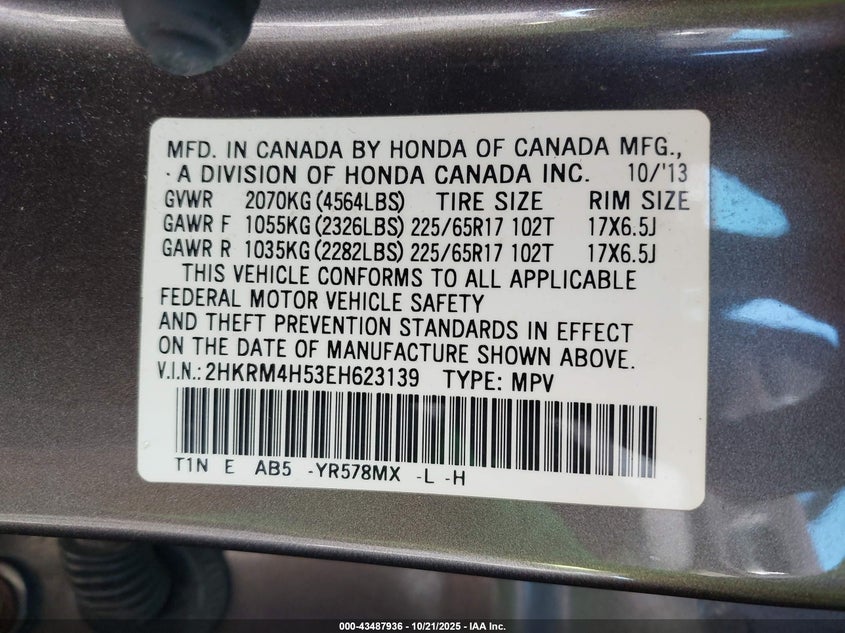 MFD. IN CANADA BY HONDA OF CANADA MFG.,
A DIVISION OF HONDA CANADA INC. 10/'13
GVWR 2070KG(4564LBS) TIRE SIZE RIM SIZE
GAWR F 1055KG(2326LBS) 225/65R17 102T 17X6.5J
GAWR R 1035KG(2282LBS) 225/65R17 102T 17X6.5J
THIS VEHICLE CONFORMS TO ALL APPLICABLE
FEDERAL MOTOR VEHICLE SAFETY
AND THEFT PREVENTION STANDARDS IN EFFECT
ON THE DATE OF MANUFACTURE SHOWN ABOVE.
V.I.N.: 2HKRM4H53EH623139 TYPE: MPV
T1N E AB5 -YR578MX -L -H
000-43487936 - 10/21/2025 - IAA Inc.